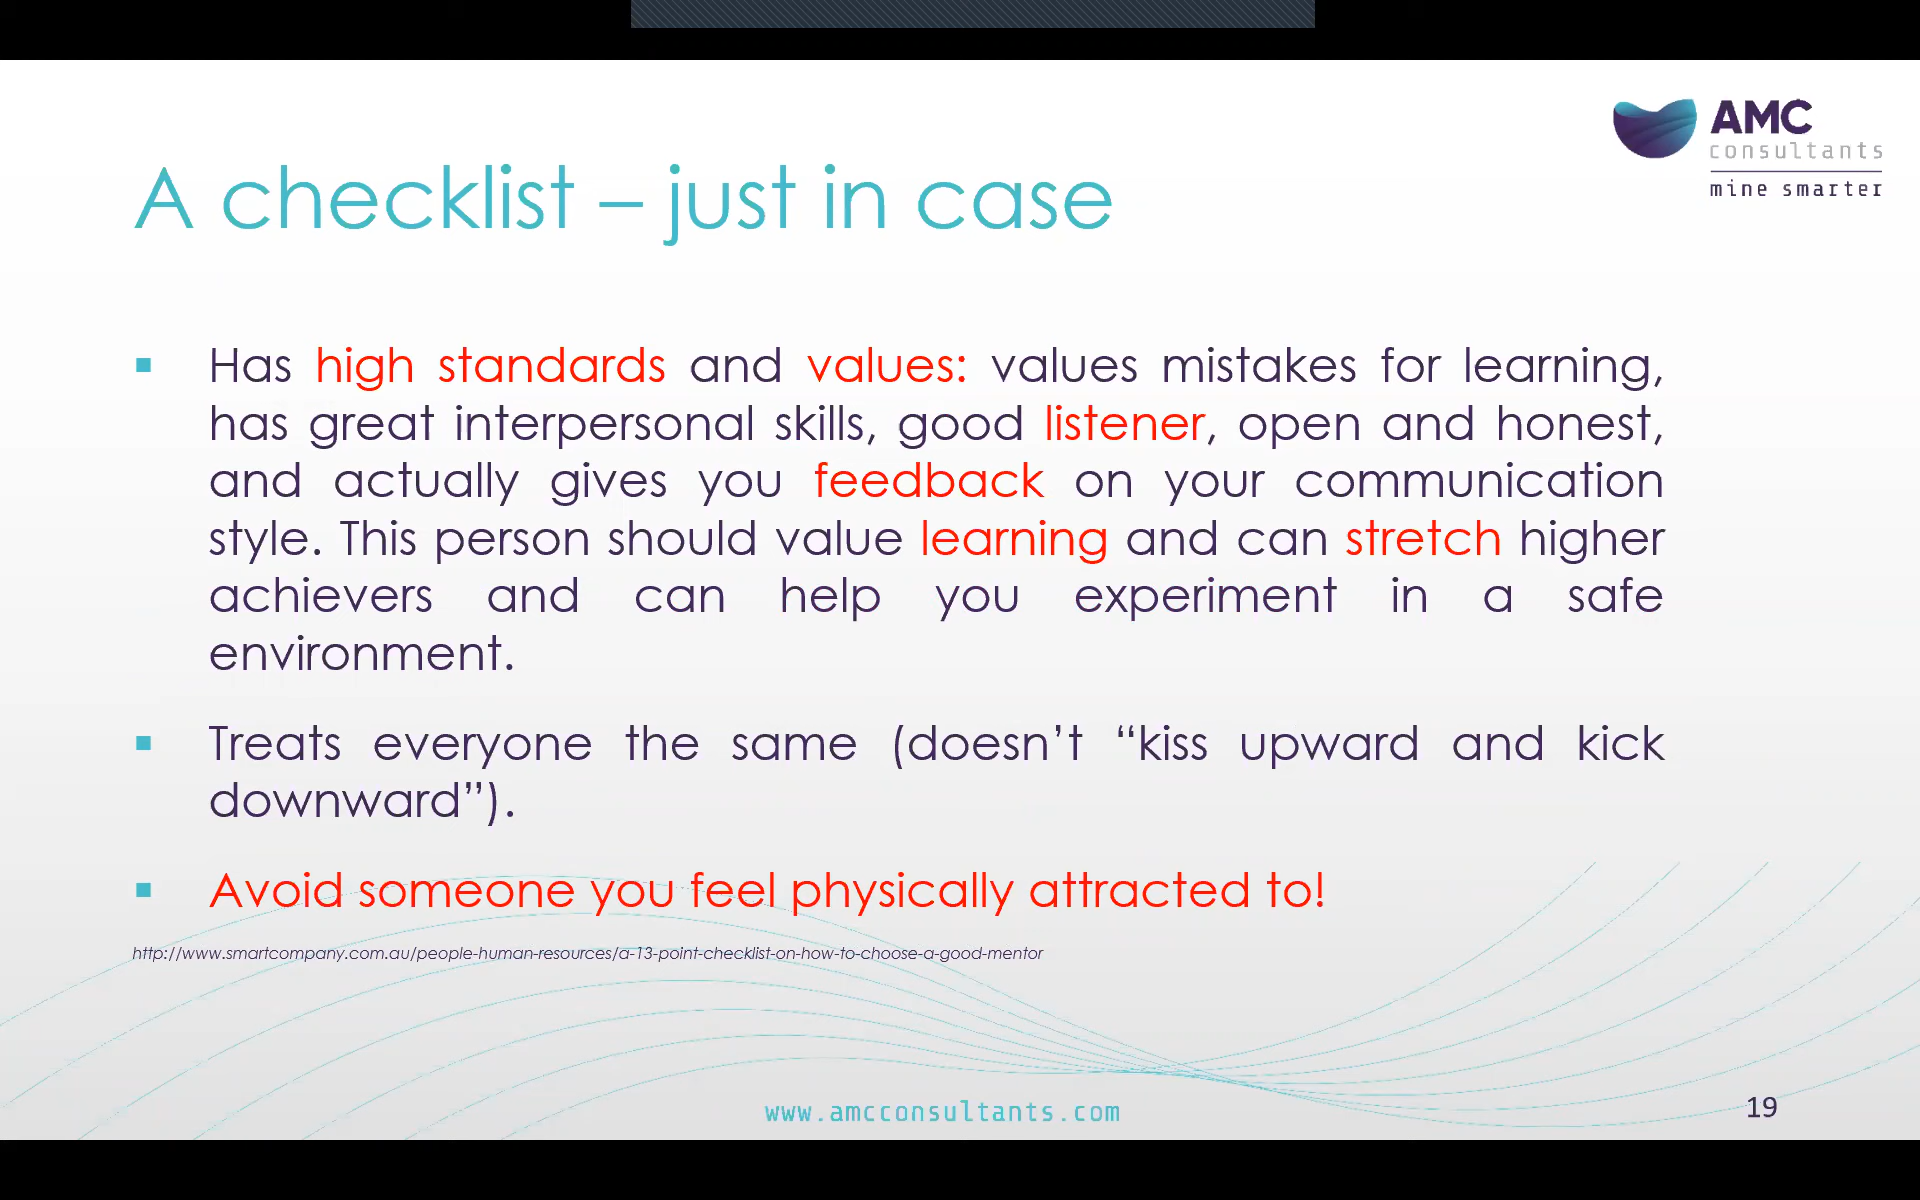 AMC
consultants
mine smarter
A checklist – just in case
▪ Has high standards and values: values mistakes for learning,
has great interpersonal skills, good listener, open and honest,
and actually gives you feedback on your communication
style. This person should value learning and can stretch higher
achievers and can help you experiment in a safe
environment.
▪ Treats everyone the same (doesn’t “kiss upward and kick
downward”).
▪ Avoid someone you feel physically attracted to!
http://www.smartcompany.com.au/people-human-resources/a-13-point-checklist-on-how-to-choose-a-good-mentor
www.amcconsultants.com
19